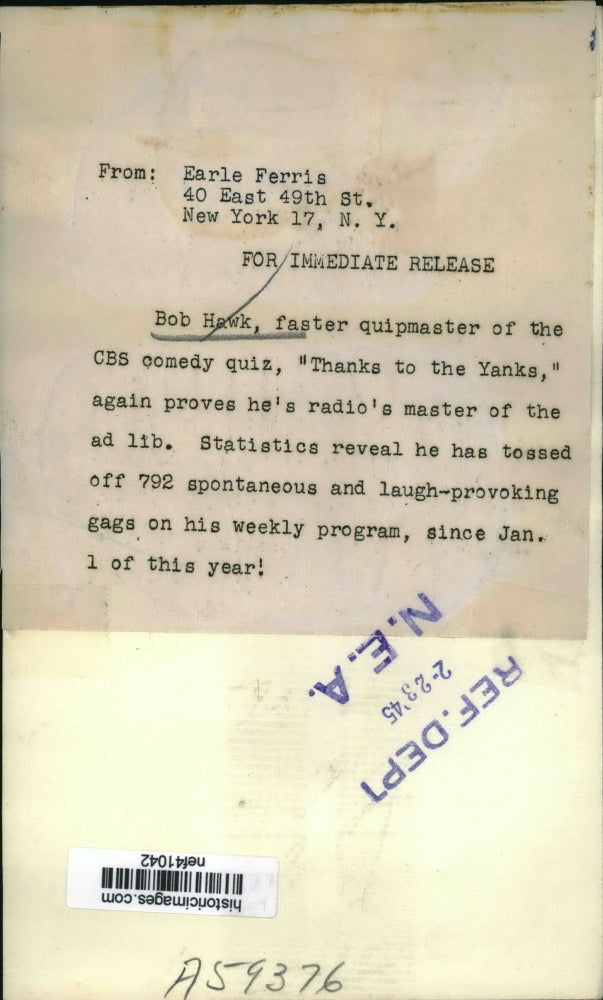 From: Earle Ferris
40 East 49th St.
New York 17, N. Y.
FOR IMMEDIATE RELEASE
Bob Hawk, faster quipmaster of the
CBS comedy quiz, "Thanks to the Yanks,"
again proves he's radio's master of the
ad lib. Statistics reveal he has tossed
off 792 spontaneous and laugh-provoking
gags on his weekly program, since Jan.
1 of this year!
N.E.A.
2-23'45
REF. DEPT
historicimages.com
nef41042
A59376